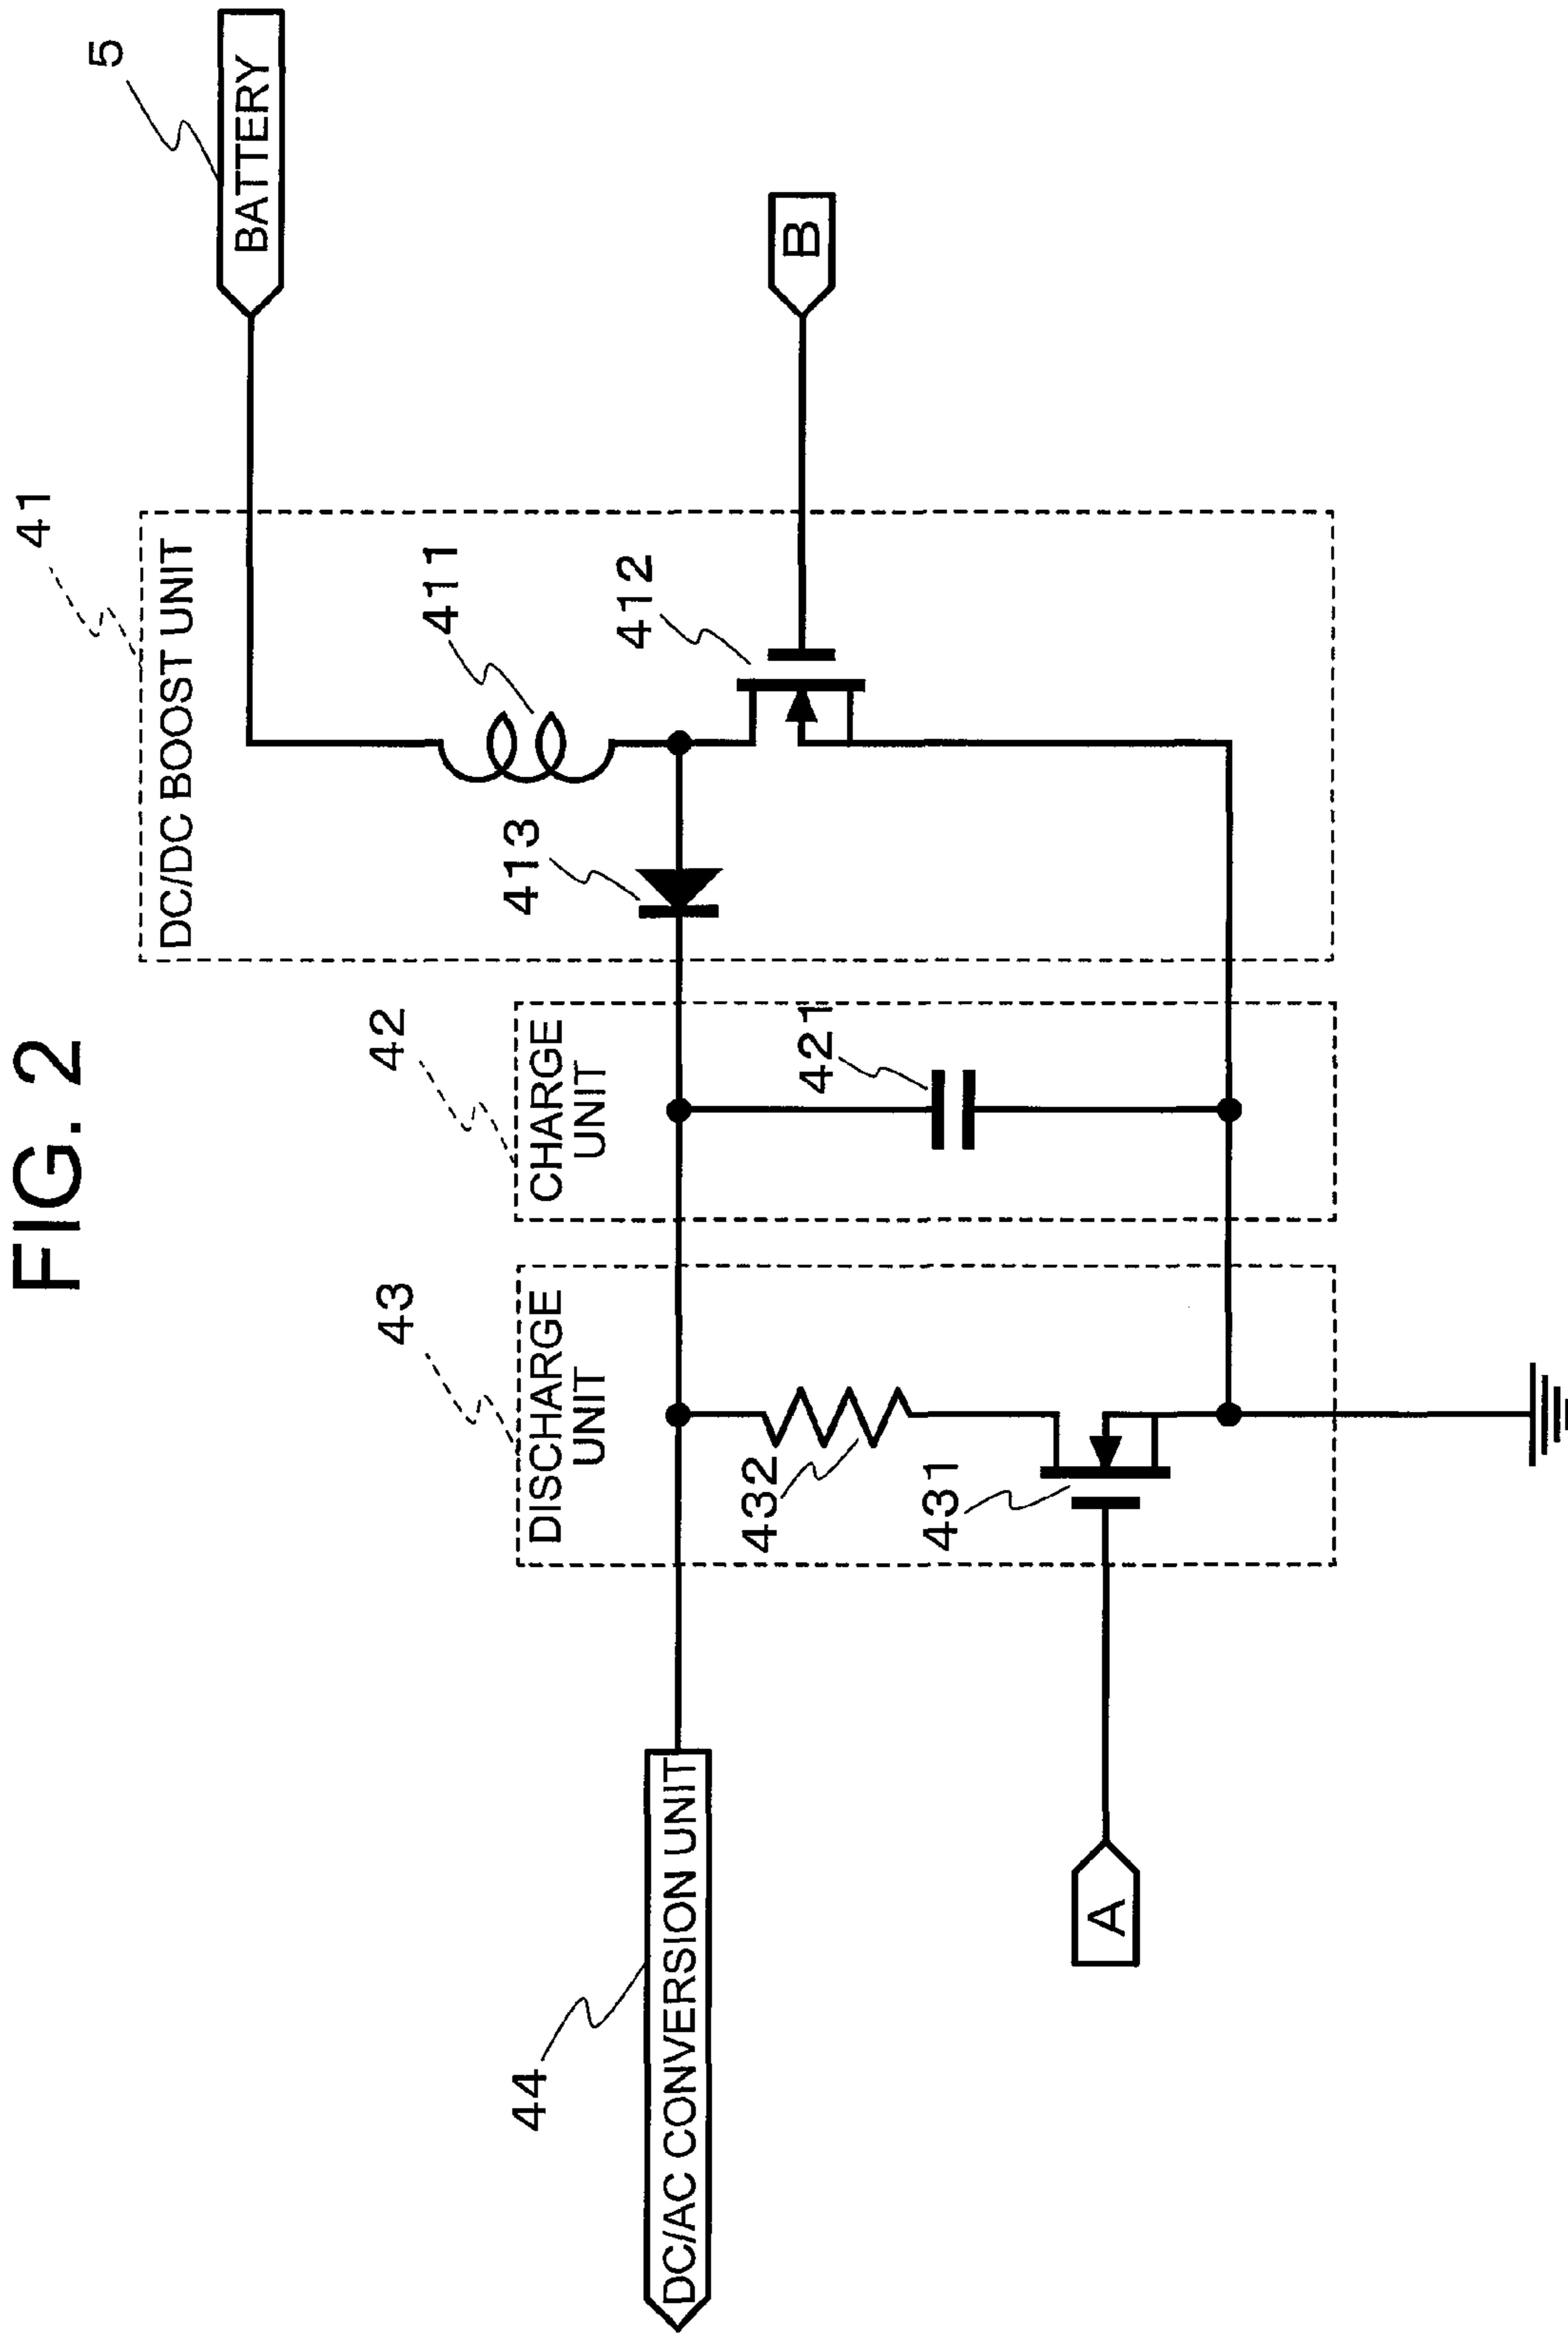 FIG. 2
5
BATTERY
41
DC/DC BOOST UNIT
411
412
B
413
42
CHARGE
UNIT
421
43
DISCHARGE
UNIT
432
431
44
DC/AC CONVERSION UNIT
A